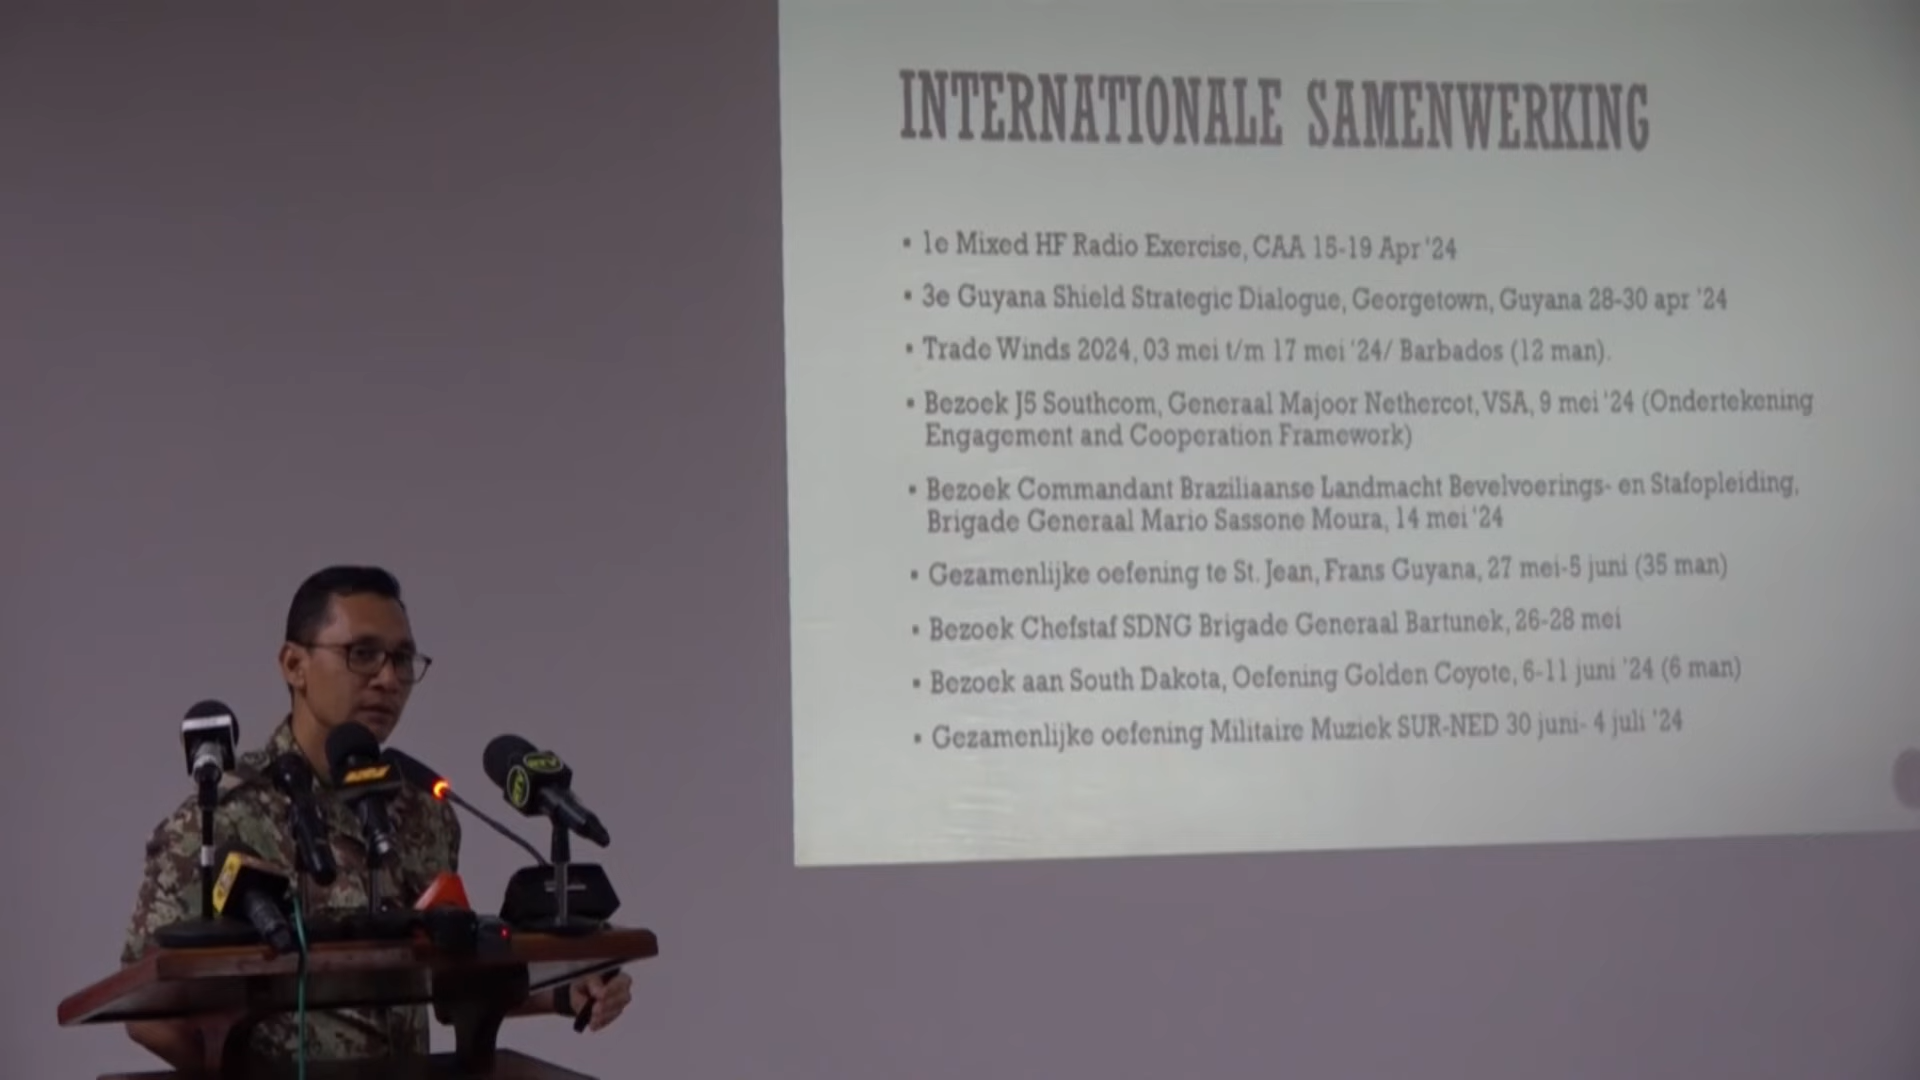 INTERNATIONALE SAMENWERKING
▪ 1e Mixed HF Radio Exercise, CAA 15-19 Apr '24
▪ 3e Guyana Shield Strategic Dialogue, Georgetown, Guyana 28-30 apr '24
▪ Trade Winds 2024, 03 mei t/m 17 mei '24/ Barbados (12 man).
▪ Bezoek J5 Southcom, Generaal Majoor Nethercot, VSA, 9 mei '24 (Ondertekening
Engagement and Cooperation Framework)
▪ Bezoek Commandant Braziliaanse Landmacht Bevelvoerings- en Stafopleiding,
Brigade Generaal Mario Sassone Moura, 14 mei '24
▪ Gezamenlijke oefening te St. Jean, Frans Guyana, 27 mei-5 juni (35 man)
▪ Bezoek Chefstaf SDNG Brigade Generaal Bartunek, 26-28 mei
▪ Bezoek aan South Dakota, Oefening Golden Coyote, 6-11 juni '24 (6 man)
▪ Gezamenlijke oefening Militaire Muziek SUR-NED 30 juni- 4 juli '24